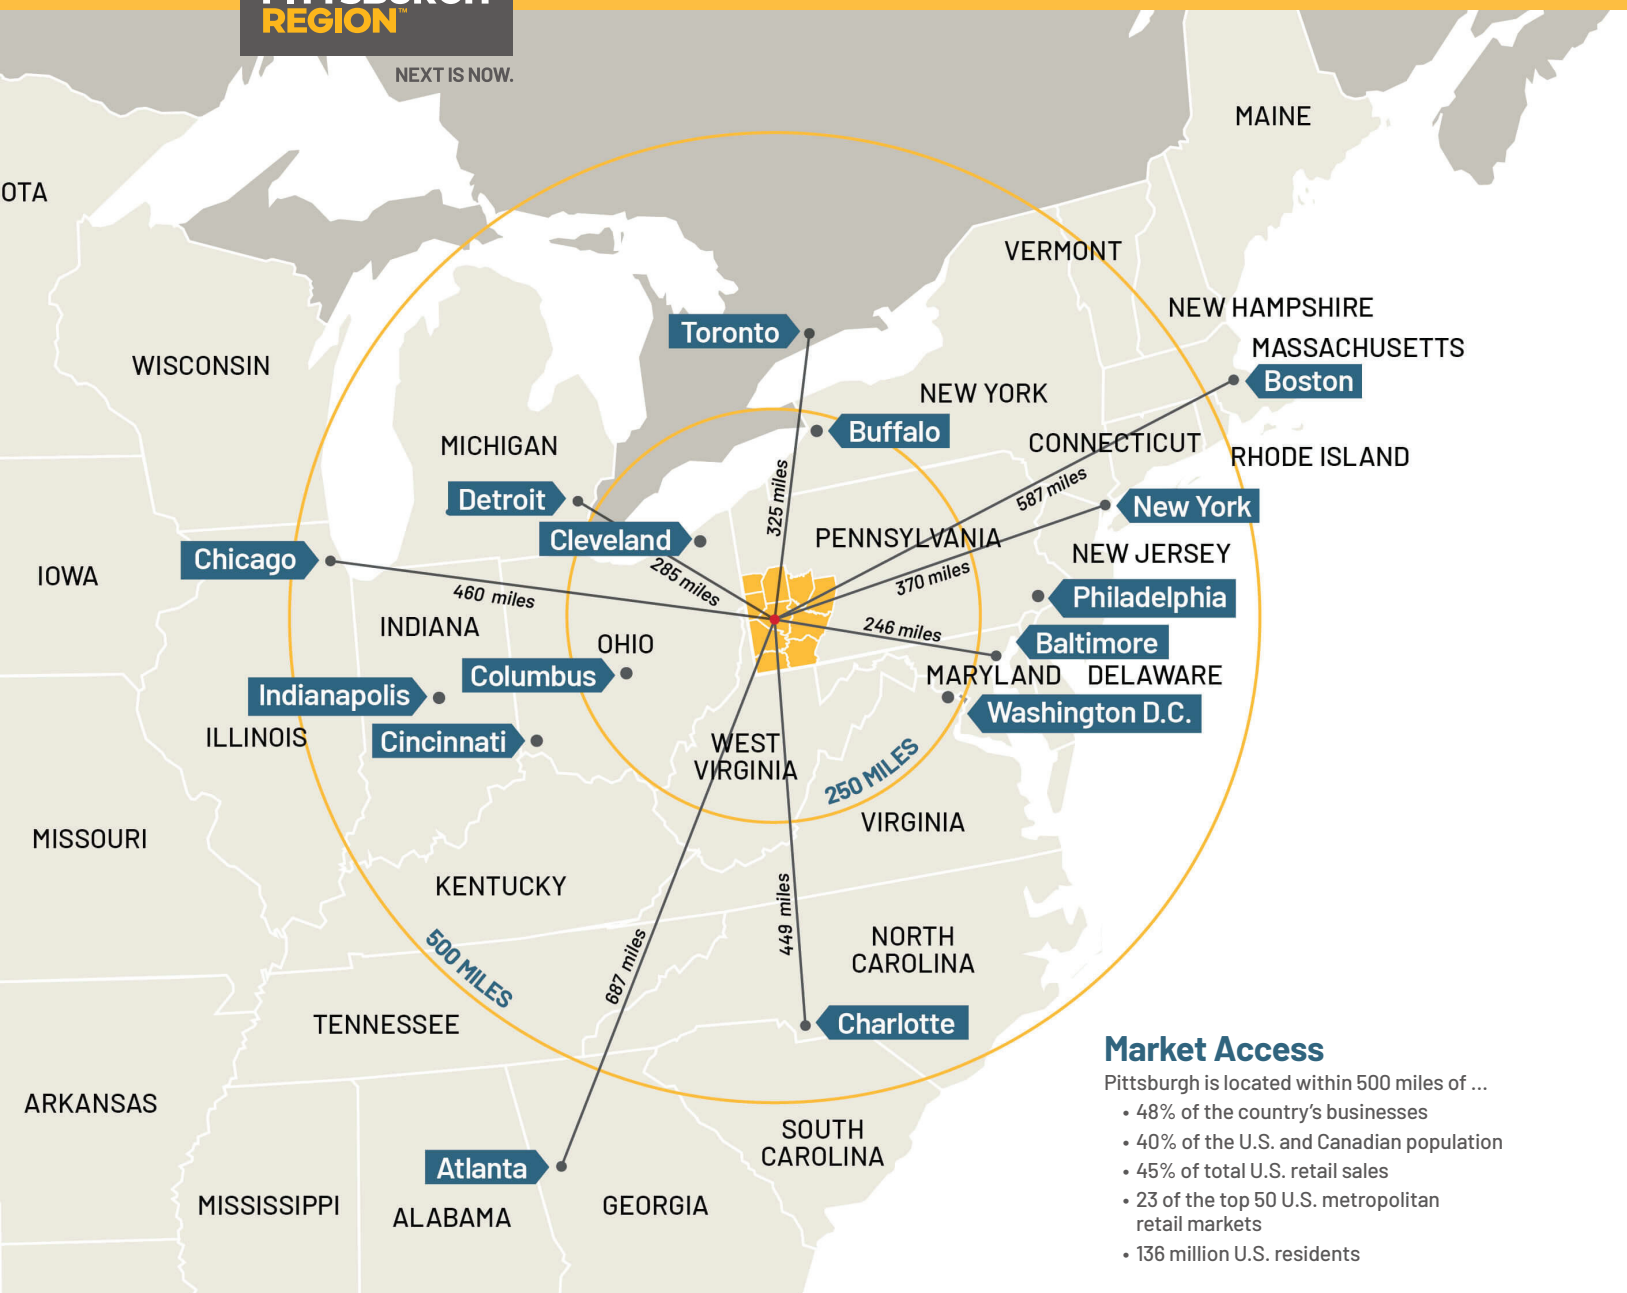 REGION™
NEXT IS NOW.
MAINE
OTA
VERMONT
NEW HAMPSHIRE
Toronto
MASSACHUSETTS
WISCONSIN
Boston
NEW YORK
Buffalo
MICHIGAN
CONNECTICUT
RHODE ISLAND
325 miles
587 miles
Detroit
New York
Cleveland
PENNSYLVANIA
NEW JERSEY
Chicago
285 miles
370 miles
IOWA
460 miles
Philadelphia
INDIANA
246 miles
OHIO
Baltimore
Columbus
MARYLAND
DELAWARE
Indianapolis
Washington D.C.
ILLINOIS
Cincinnati
WEST
VIRGINIA
250 MILES
VIRGINIA
MISSOURI
KENTUCKY
449 miles
NORTH
CAROLINA
500 MILES
687 miles
TENNESSEE
Charlotte
ARKANSAS
SOUTH
CAROLINA
Atlanta
MISSISSIPPI
ALABAMA
GEORGIA
Market Access
Pittsburgh is located within 500 miles of ...
• 48% of the country's businesses
• 40% of the U.S. and Canadian population
• 45% of total U.S. retail sales
• 23 of the top 50 U.S. metropolitan
retail markets
• 136 million U.S. residents